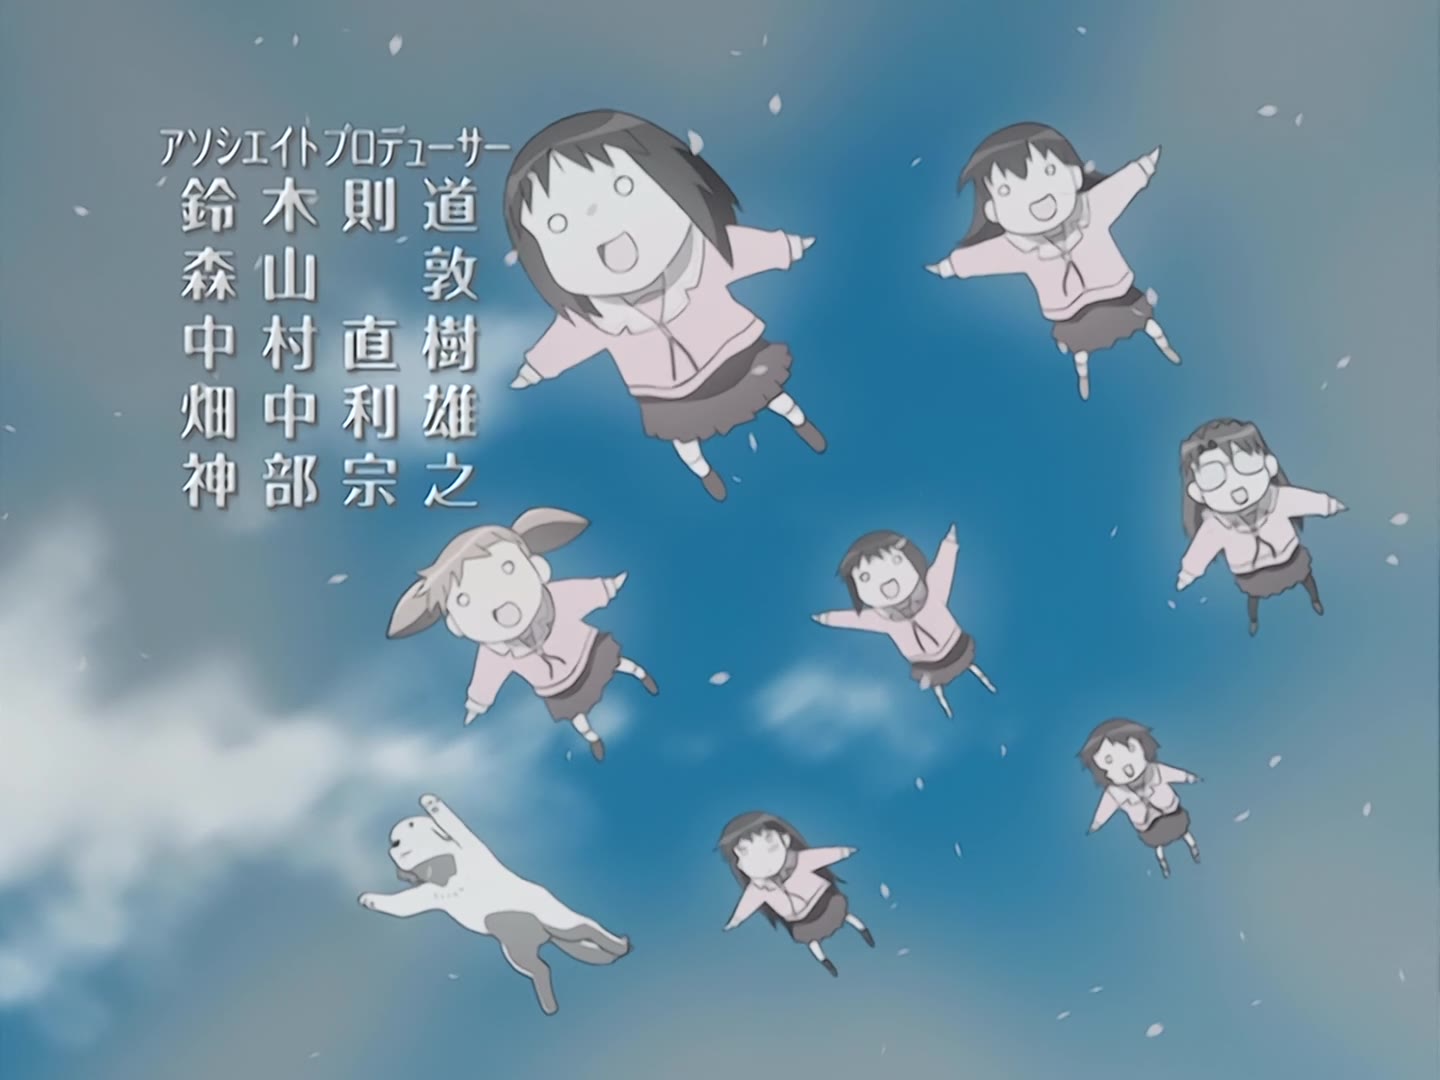 アソシエイトプロデューサー
鈴木則道
森山 敦
中村直樹
畑中利雄
神部宗之